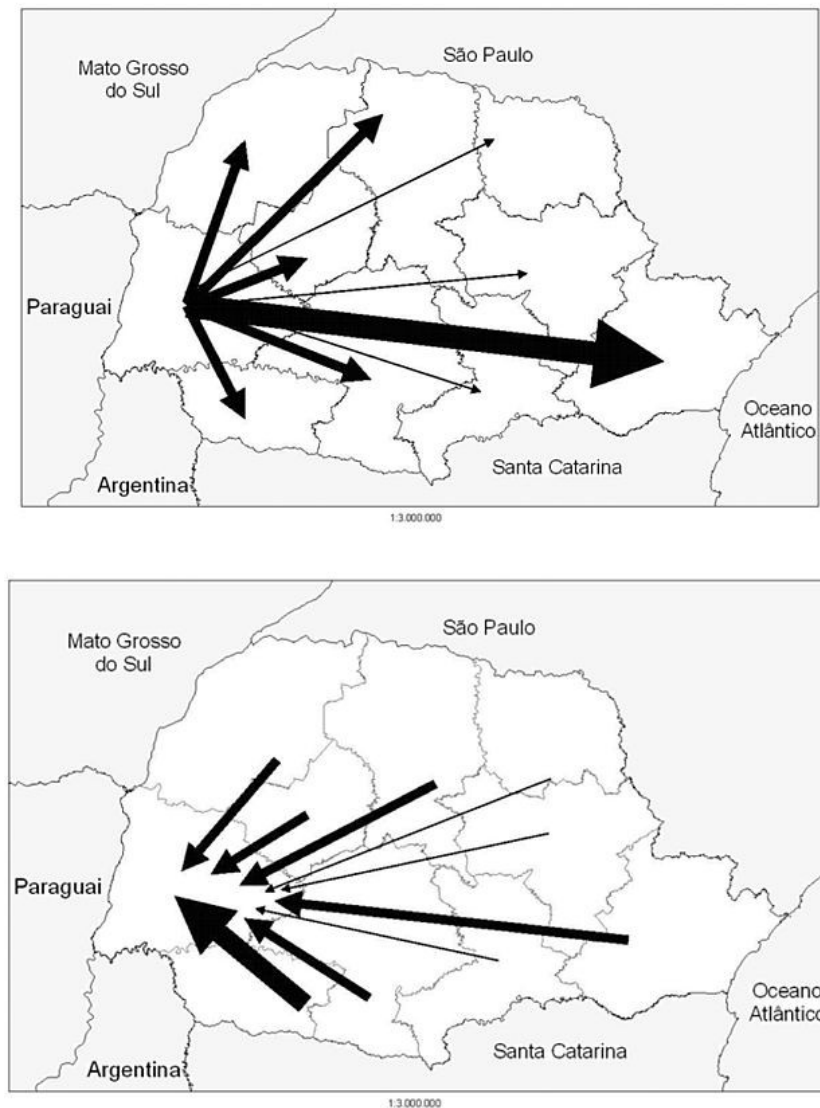 São Paulo
Mato Grosso
do Sul
Paraguai
Oceano
Atlântico
Santa Catarina
Argentina
1:3.000.000
São Paulo
Mato Grosso
do Sul
Paraguai
Oceano
Atlântico
Santa Catarina
Argentina
1:3.000.000